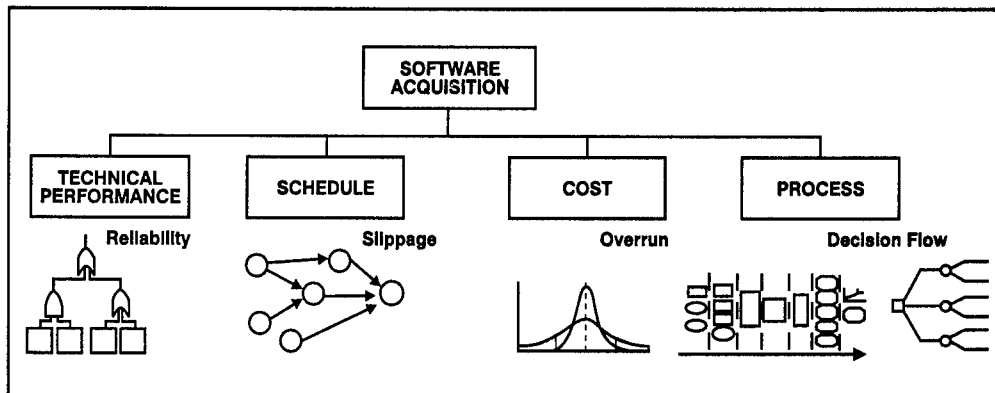 SOFTWARE
ACQUISITION
TECHNICAL
PERFORMANCE
SCHEDULE
COST
PROCESS
Reliability
Slippage
Overrun
Decision Flow